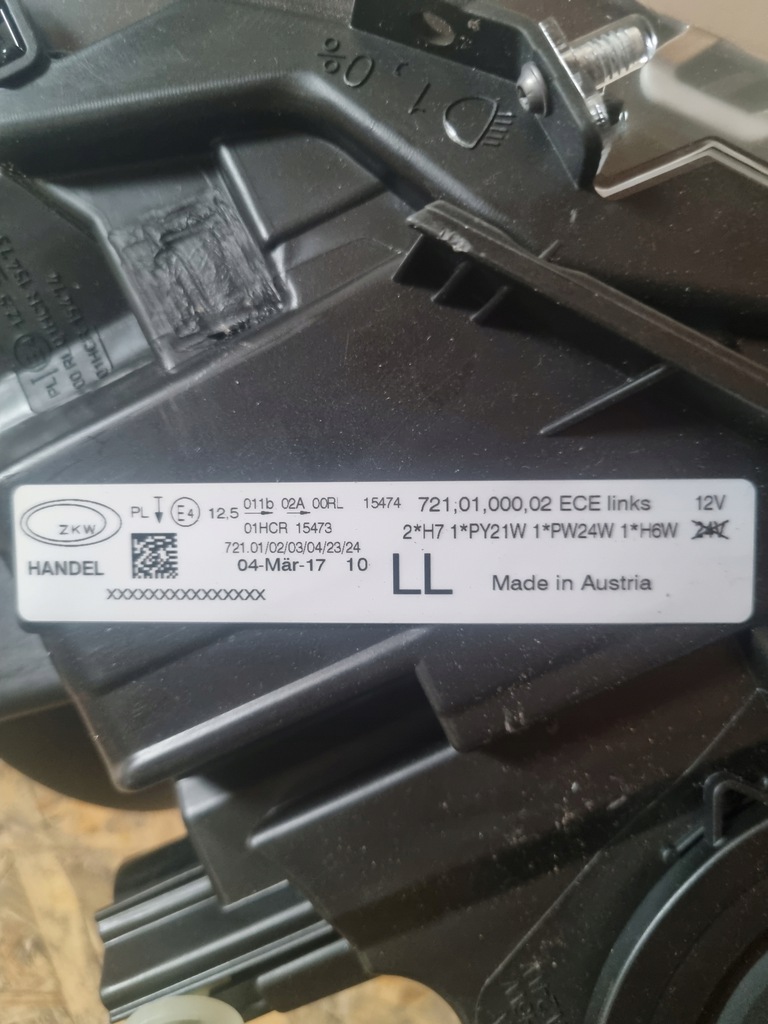 1,0%
ZKW
HANDEL
PL E4 12,5 011b 02A 00RL 15474
01HCR 15473
721.01/02/03/04/23/24
04-Mär-17 10
XXXXXXXXXXXXXXXX
LL
721;01,000,02 ECE links 12V
2*H7 1*PY21W 1*PW24W 1*H6W 24V
Made in Austria